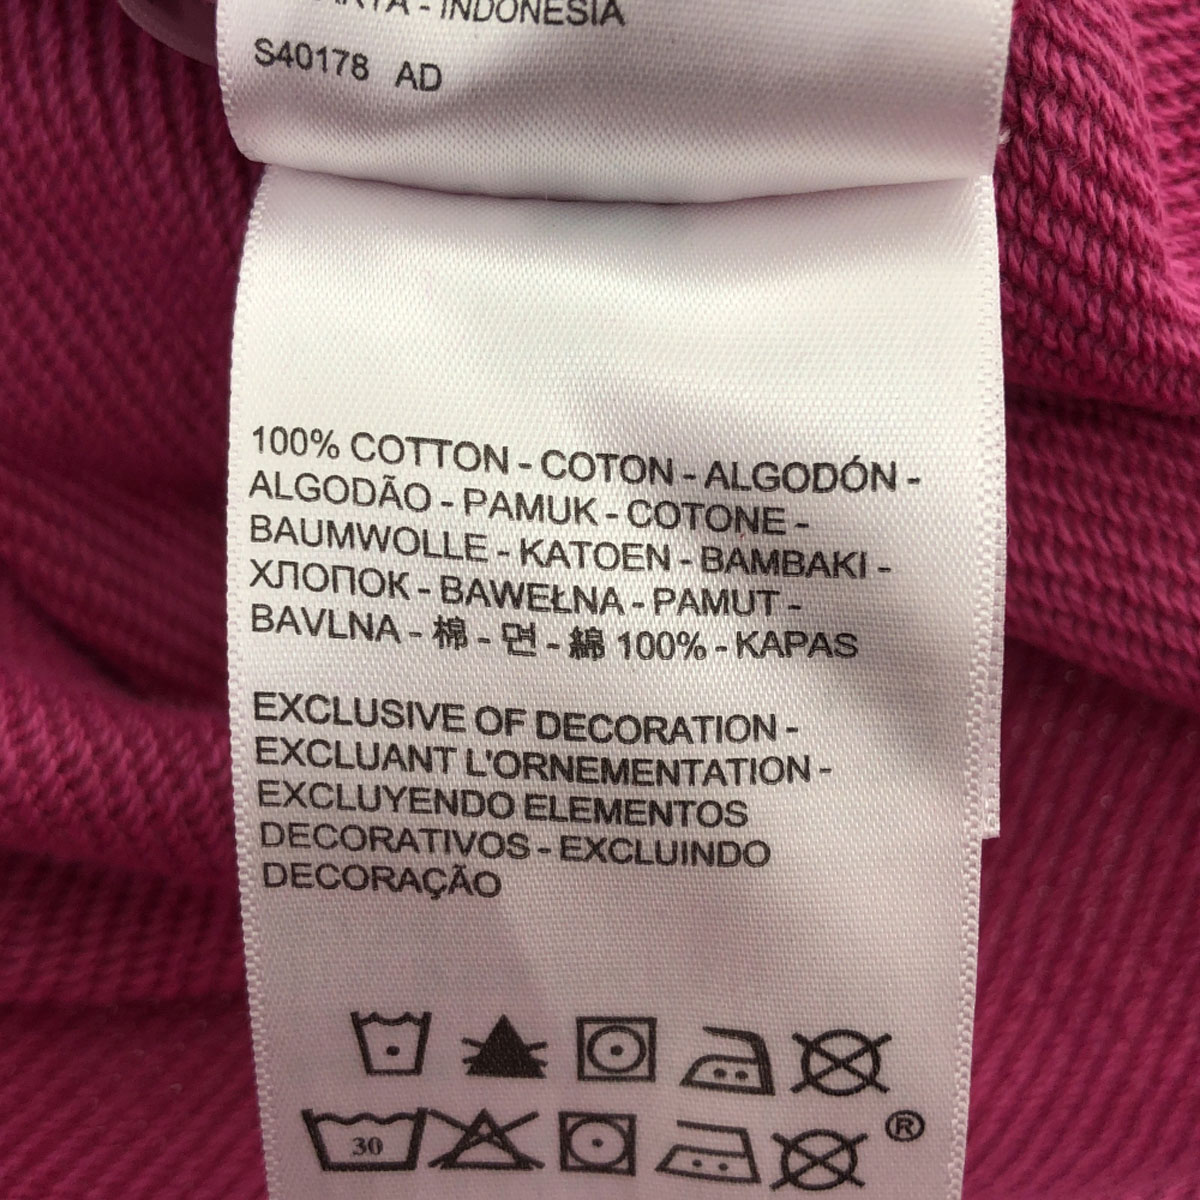 - INDONESIA
S40178 AD
100% COTTON - COTON - ALGODÓN -
ALGODÃO - PAMUK - COTONE -
BAUMWOLLE - KATOEN - BAMBAKI -
ХЛОПОК - BAWEŁNA - PAMUT -
BAVLNA - 棉 - 면 - 綿 100% - KAPAS
EXCLUSIVE OF DECORATION -
EXCLUANT L'ORNEMENTATION -
EXCLUYENDO ELEMENTOS
DECORATIVOS - EXCLUINDO
DECORAÇÃO
30 ®